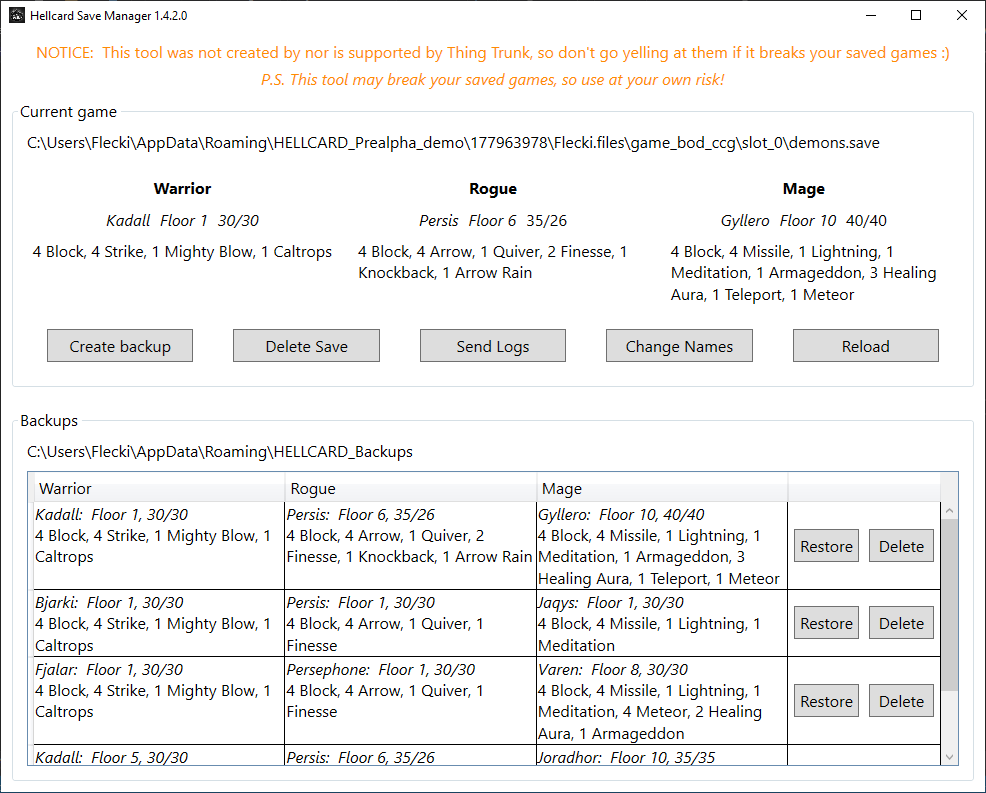 Hellcard Save Manager 1.4.2.0
NOTICE:  This tool was not created by nor is supported by Thing Trunk, so don't go yelling at them if it breaks your saved games :)
P.S. This tool may break your saved games, so use at your own risk!
Current game
C:\Users\Flecki\AppData\Roaming\HELLCARD_Prealpha_demo\177963978\Flecki.files\game_bod_ccg\slot_0\demons.save
Warrior
Kadall  Floor 1  30/30
4 Block, 4 Strike, 1 Mighty Blow, 1 Caltrops
Rogue
Persis  Floor 6  35/26
4 Block, 4 Arrow, 1 Quiver, 2 Finesse, 1
Knockback, 1 Arrow Rain
Mage
Gyllero  Floor 10  40/40
4 Block, 4 Missile, 1 Lightning, 1
Meditation, 1 Armageddon, 3 Healing
Aura, 1 Teleport, 1 Meteor
Create backup
Delete Save
Send Logs
Change Names
Reload
Backups
C:\Users\Flecki\AppData\Roaming\HELLCARD_Backups
Warrior
Rogue
Mage
Kadall:  Floor 1, 30/30
4 Block, 4 Strike, 1 Mighty Blow, 1
Caltrops
Persis:  Floor 6, 35/26
4 Block, 4 Arrow, 1 Quiver, 2
Finesse, 1 Knockback, 1 Arrow Rain
Gyllero:  Floor 10, 40/40
4 Block, 4 Missile, 1 Lightning, 1
Meditation, 1 Armageddon, 3
Healing Aura, 1 Teleport, 1 Meteor
Restore
Delete
Bjarki:  Floor 1, 30/30
4 Block, 4 Strike, 1 Mighty Blow, 1
Caltrops
Persis:  Floor 1, 30/30
4 Block, 4 Arrow, 1 Quiver, 1
Finesse
Jaqys:  Floor 1, 30/30
4 Block, 4 Missile, 1 Lightning, 1
Meditation
Restore
Delete
Fjalar:  Floor 1, 30/30
4 Block, 4 Strike, 1 Mighty Blow, 1
Caltrops
Persephone:  Floor 1, 30/30
4 Block, 4 Arrow, 1 Quiver, 1
Finesse
Varen:  Floor 8, 30/30
4 Block, 4 Missile, 1 Lightning, 1
Meditation, 4 Meteor, 2 Healing
Aura, 1 Armageddon
Restore
Delete
Kadall:  Floor 5, 30/30
Persis:  Floor 6, 35/26
Joradhor:  Floor 10, 35/35